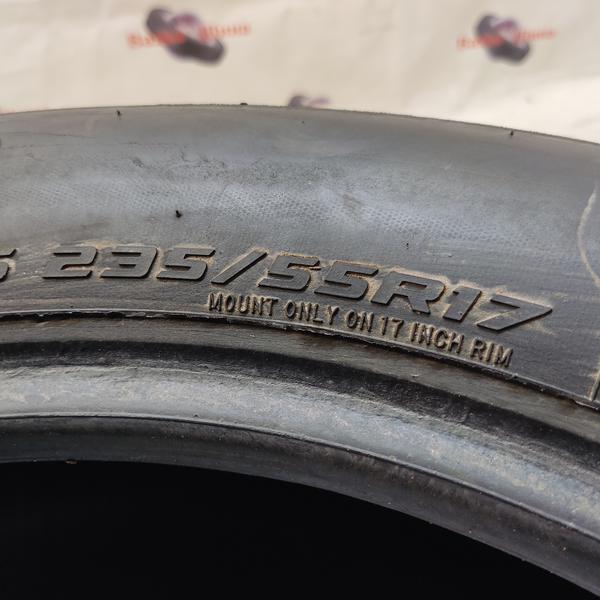 235/55R17
MOUNT ONLY ON 17 INCH RIM